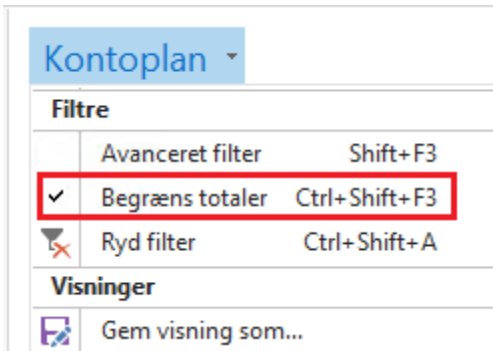 Kontoplan
Filtre
Avanceret filter Shift+F3
Begræns totaler Ctrl+Shift+F3
Ryd filter Ctrl+Shift+A
Visninger
Gem visning som...